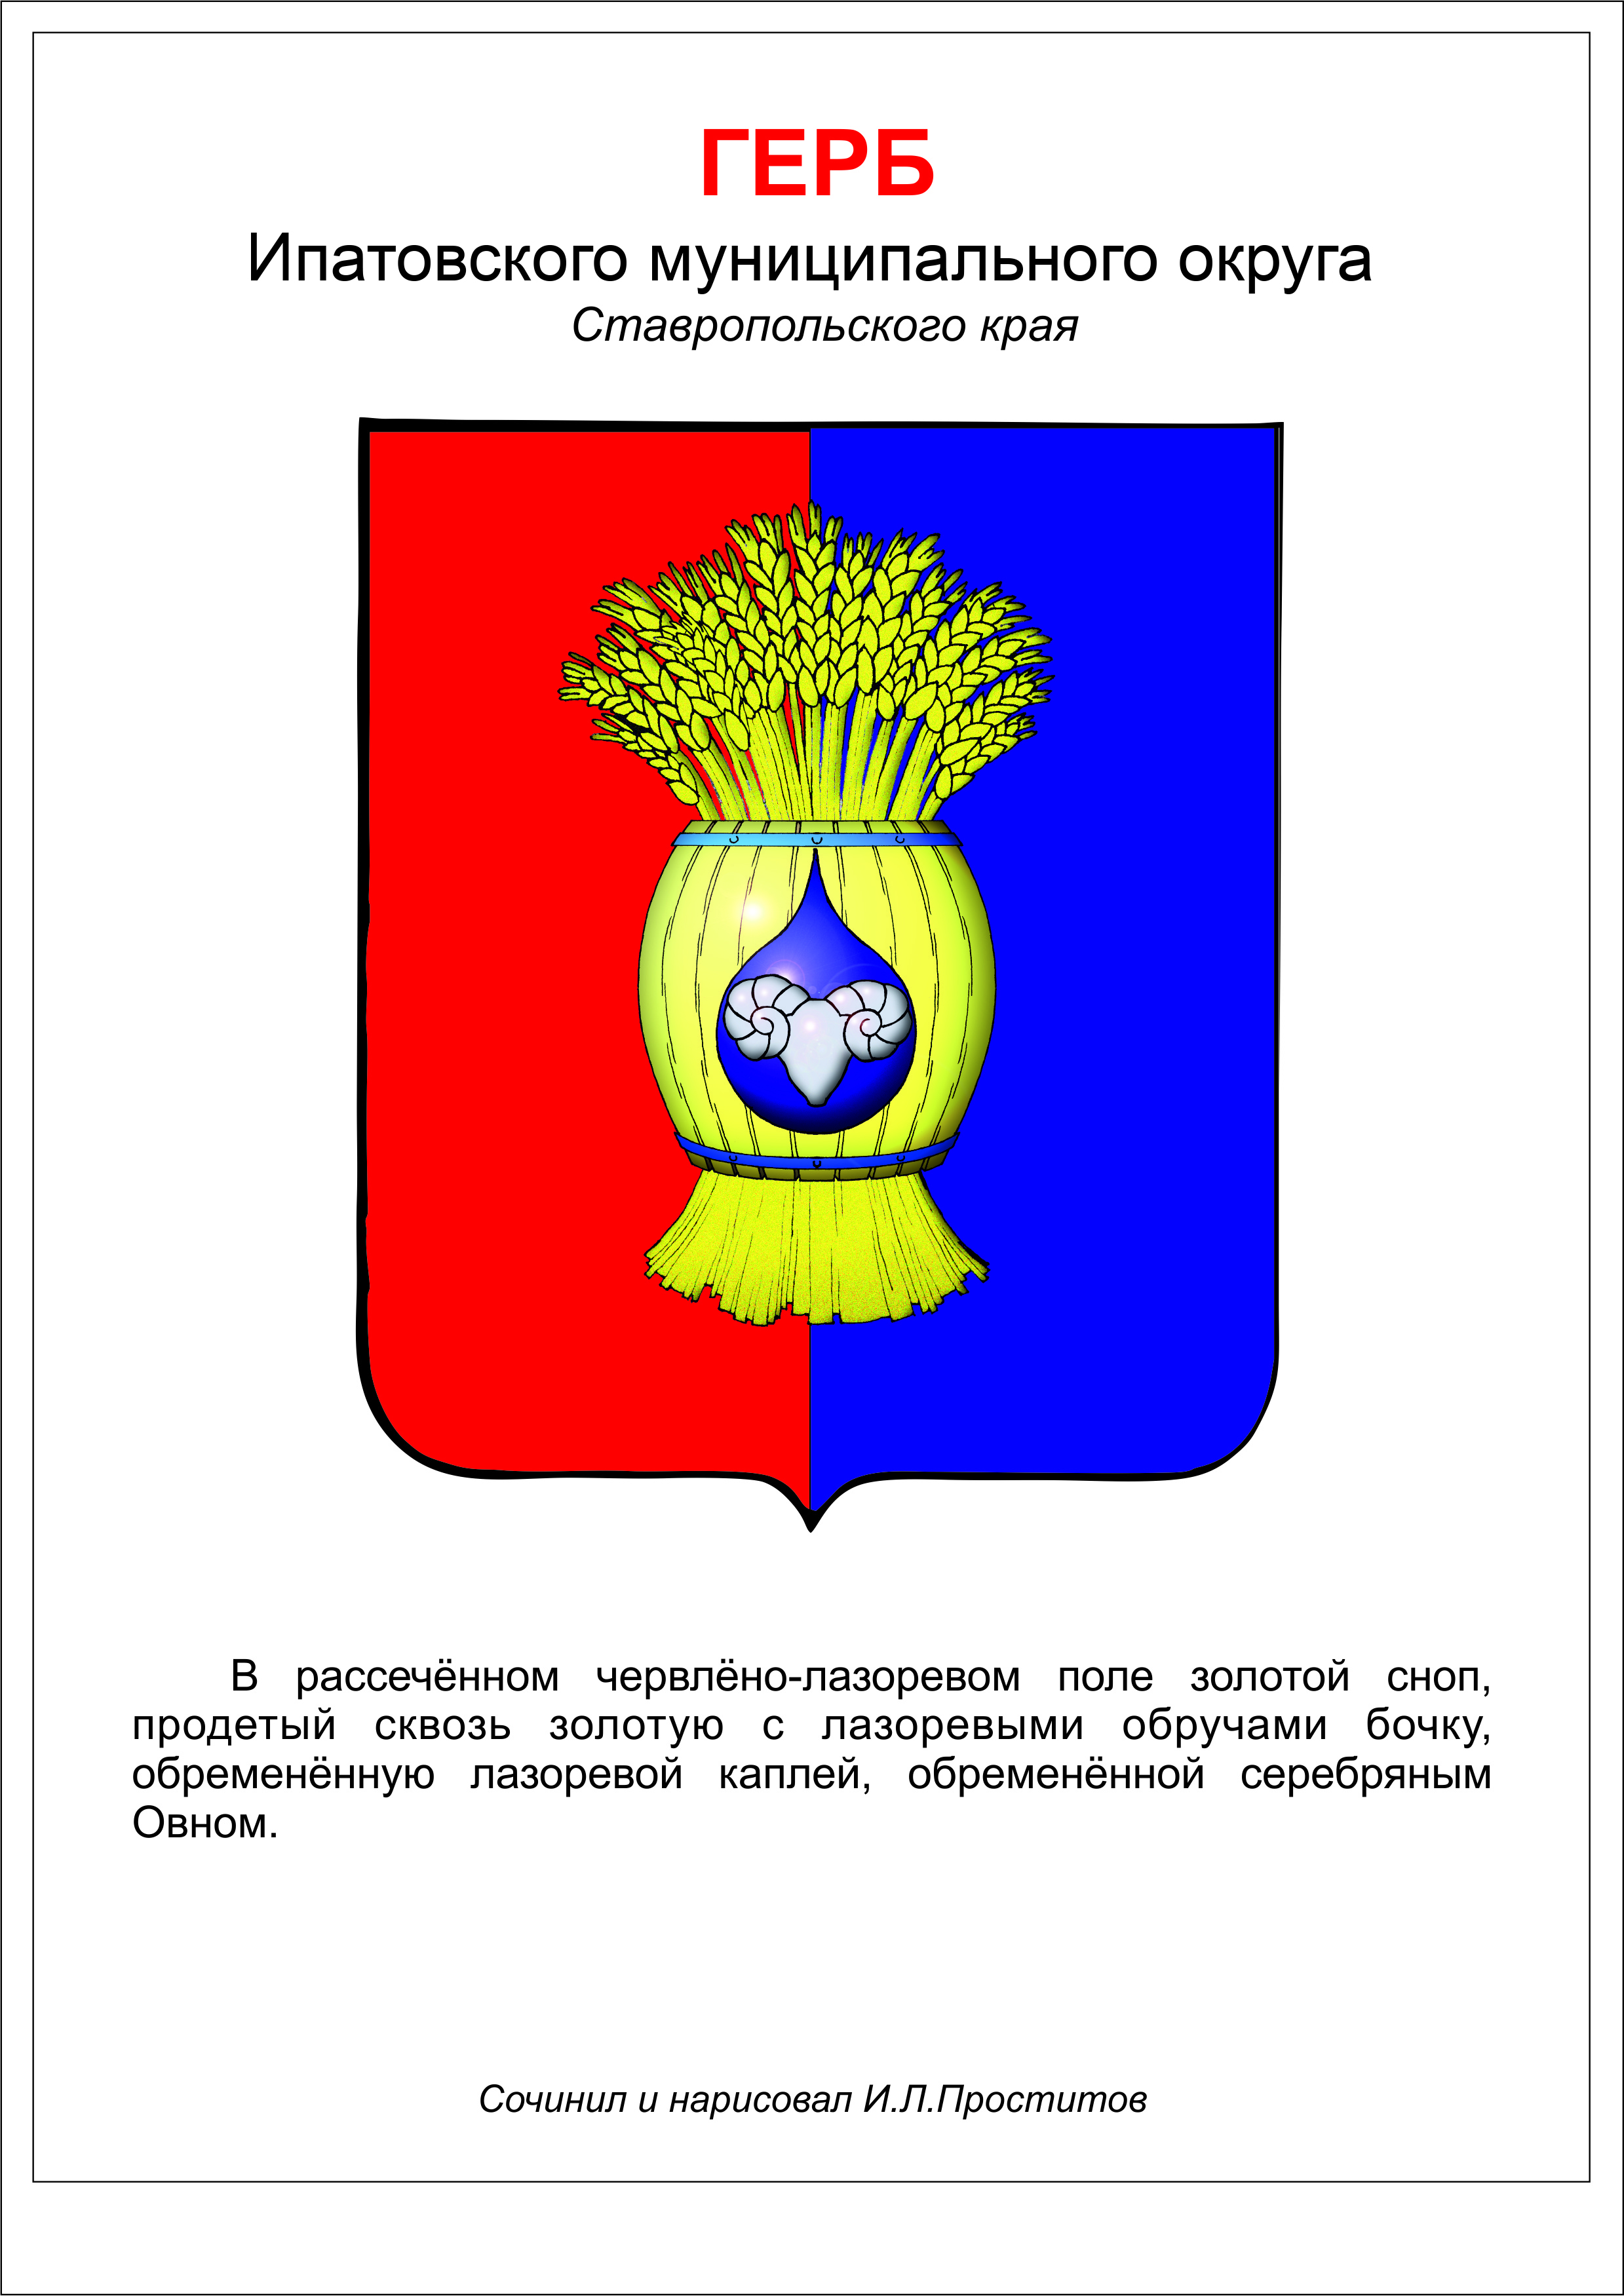 ГЕРБ
Ипатовского муниципального округа
Ставропольского края
В рассечённом червлёно-лазоревом поле золотой сноп,
продетый сквозь золотую с лазоревыми обручами бочку,
обременённую лазоревой каплей, обременённой серебряным
Овном.
Сочинил и нарисовал И.Л.Проститов